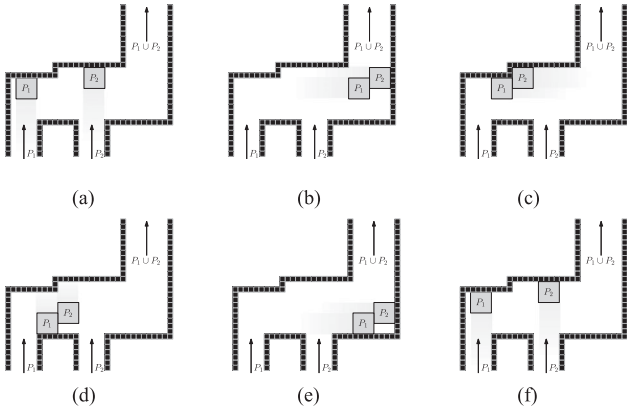 P₁ ∪ P₂
P₁ P₂
P₁ P₂
(a)
P₁ ∪ P₂
P₁ P₂
P₁ P₂
(b)
P₁ ∪ P₂
P₁ P₂
P₁ P₂
(c)
P₁ ∪ P₂
P₁ P₂
P₁ P₂
(d)
P₁ ∪ P₂
P₁ P₂
P₁ P₂
(e)
P₁ ∪ P₂
P₁ P₂
P₁ P₂
(f)